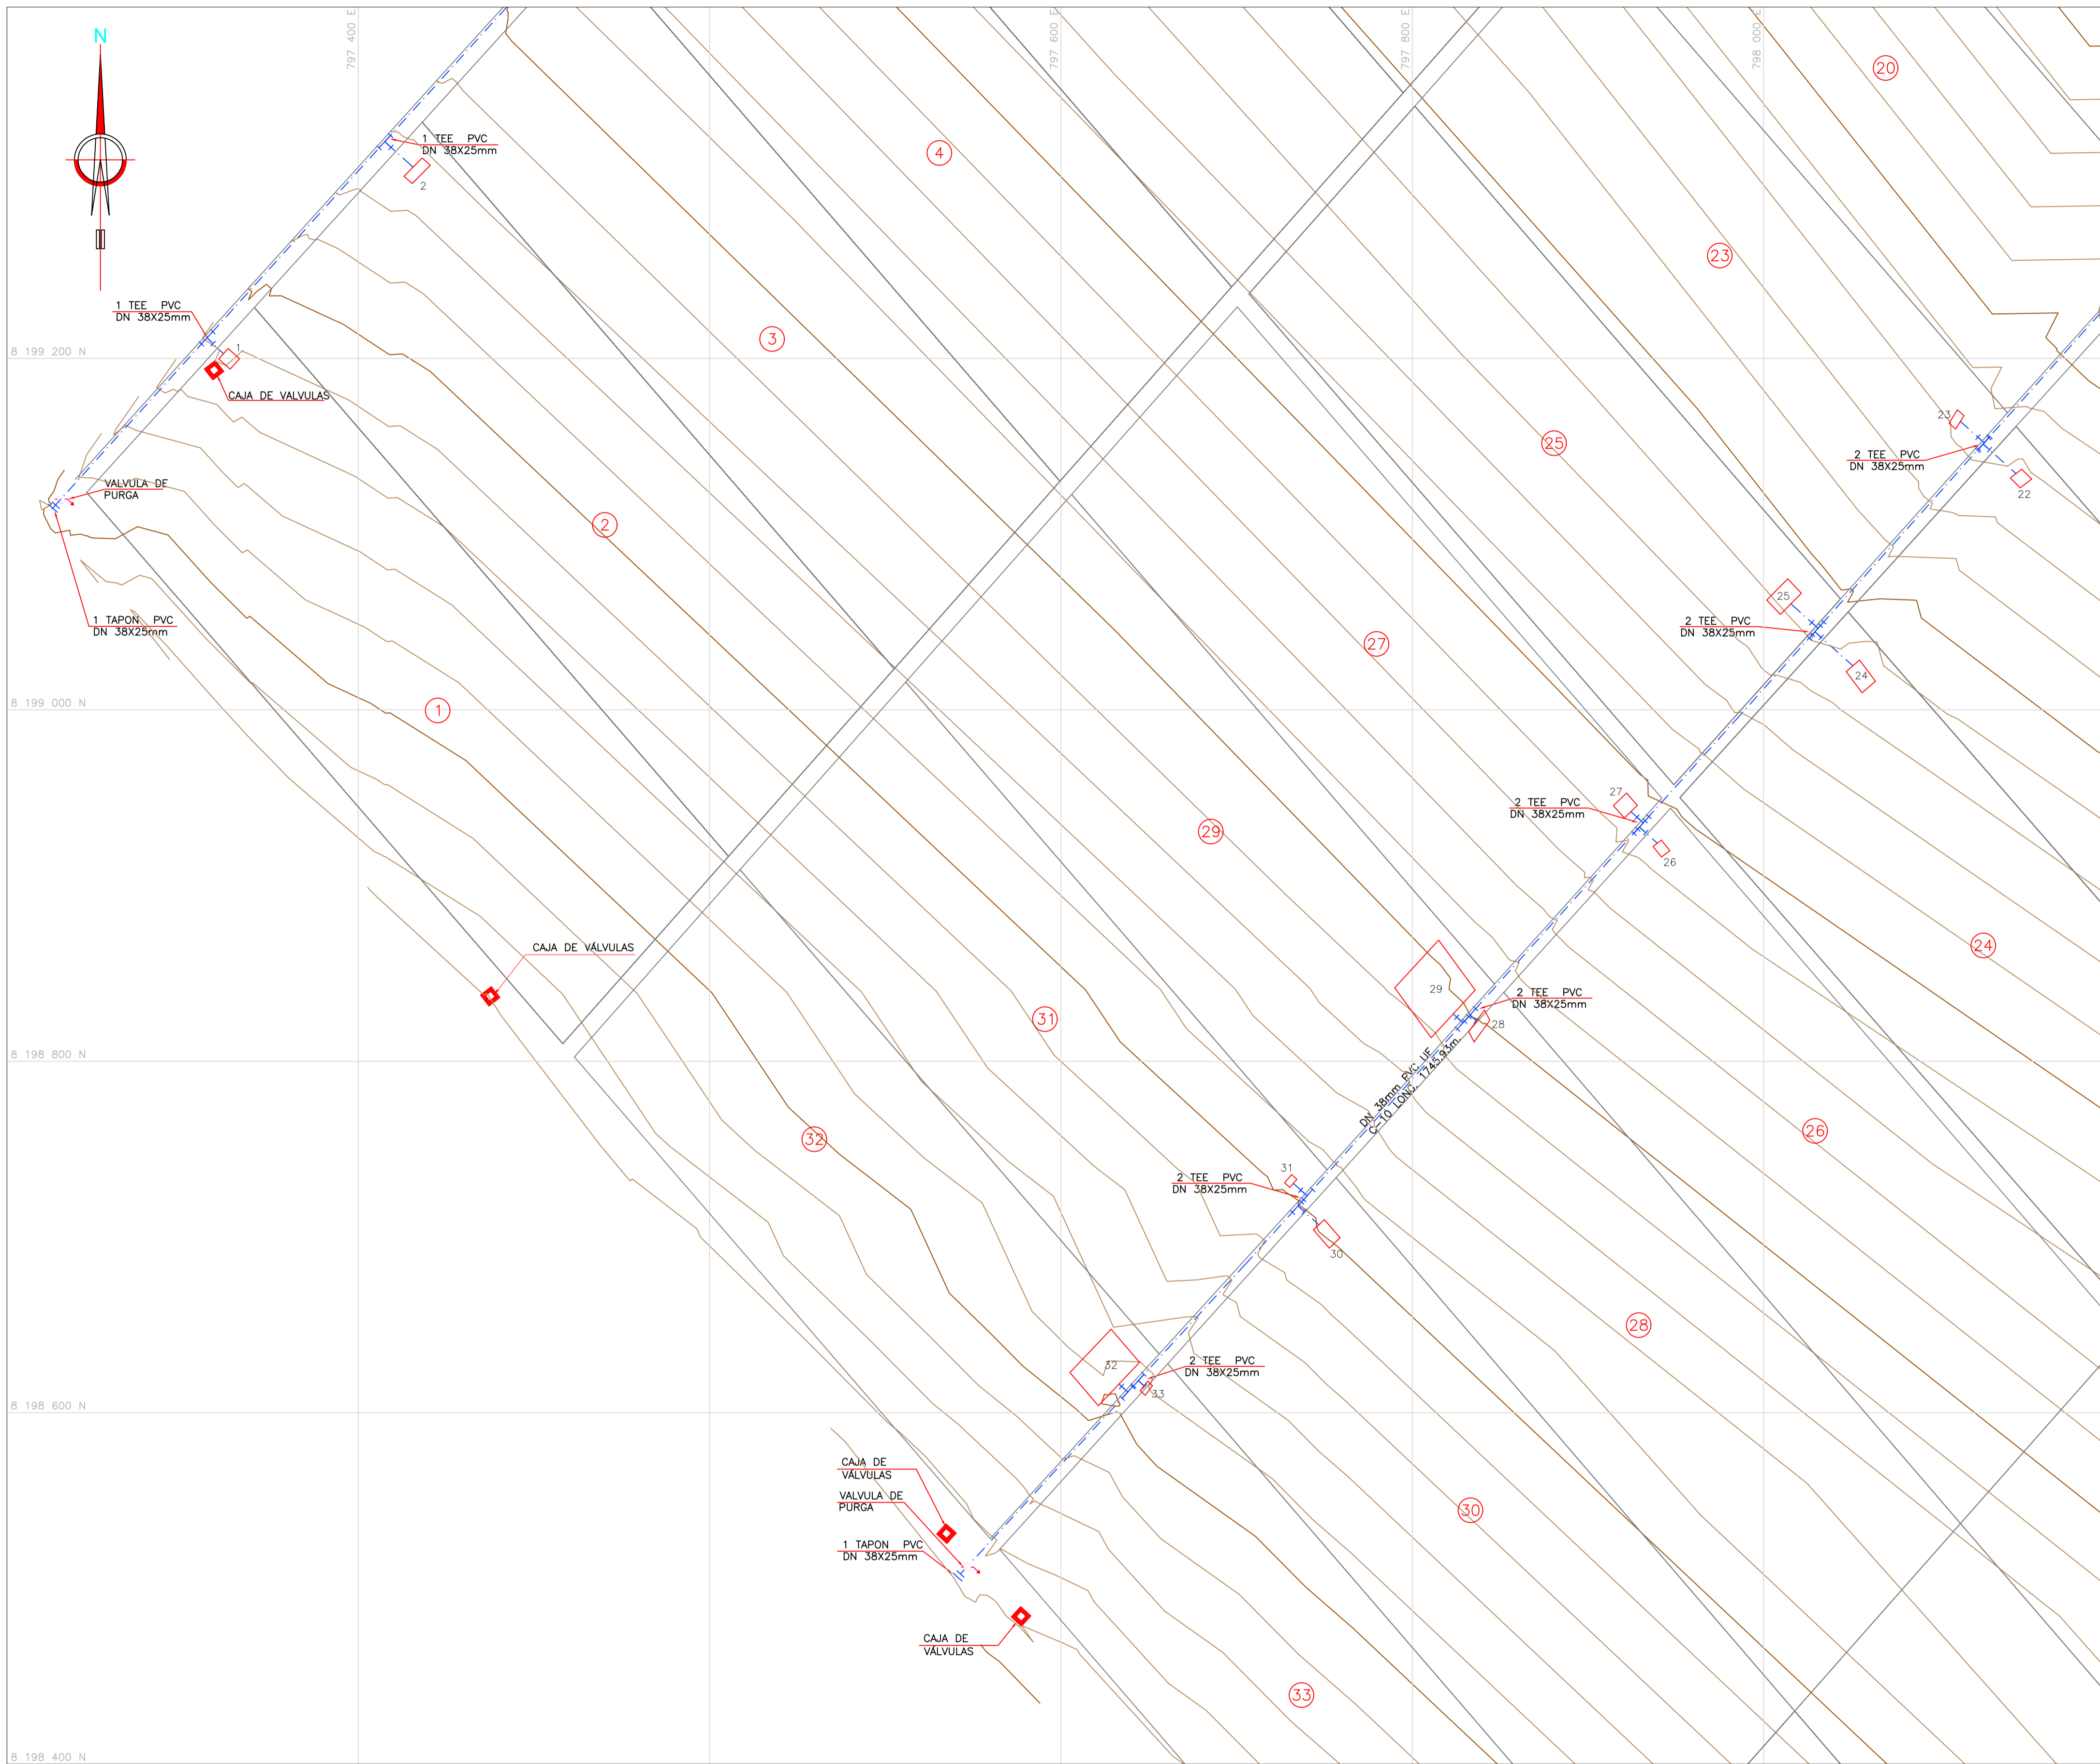 797 400 E
797 600 E
797 800 E
798 000 E
N
20
1 TEE PVC
DN 38X25mm
2
4
23
1 TEE PVC
DN 38X25mm
3
1
8 199 200 N
CAJA DE VALVULAS
23
25
2 TEE PVC
DN 38X25mm
22
VALVULA DE
PURGA
2
25
1 TAPON PVC
DN 38X25mm
2 TEE PVC
DN 38X25mm
27
24
8 199 000 N
1
27
2 TEE PVC
DN 38X25mm
29
26
CAJA DE VÁLVULAS
24
29
2 TEE PVC
DN 38X25mm
31
28
8 198 800 N
DN 38mm PVC UF
C-10 LONG. 1745.93m.
32
26
31
2 TEE PVC
DN 38X25mm
30
28
32
2 TEE PVC
DN 38X25mm
33
8 198 600 N
CAJA DE
VÁLVULAS
VALVULA DE
PURGA
30
1 TAPON PVC
DN 38X25mm
CAJA DE
VÁLVULAS
33
8 198 400 N